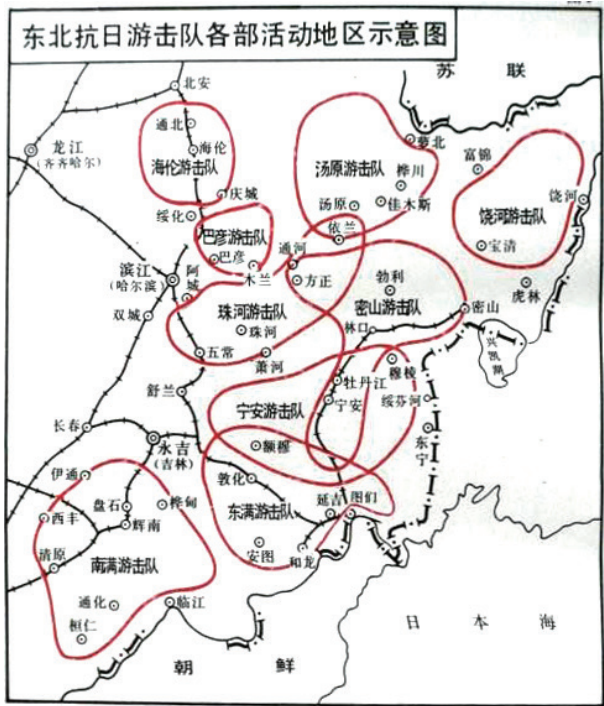 东北抗日游击队各部活动地区示意图
苏联
北安
通北
海伦
海伦游击队
龙江
(齐齐哈尔)
庆城
绥化
巴彦游击队
巴彦
木兰
萝北
汤原游击队
桦川
汤原
佳木斯
依兰
富锦
饶河
饶河游击队
宝清
虎林
通河
方正
勃利
密山游击队
密山
兴凯湖
滨江
(哈尔滨)
阿城
双城
珠河游击队
珠河
林口
五常
萧河
穆棱
舒兰
牡丹江
宁安
绥芬河
宁安游击队
东宁
长春
永吉
(吉林)
额穆
伊通
敦化
西丰
盘石
桦甸
辉南
东满游击队
延吉
图们
清原
安图
和龙
南满游击队
通化
临江
桓仁
朝鲜
日本海